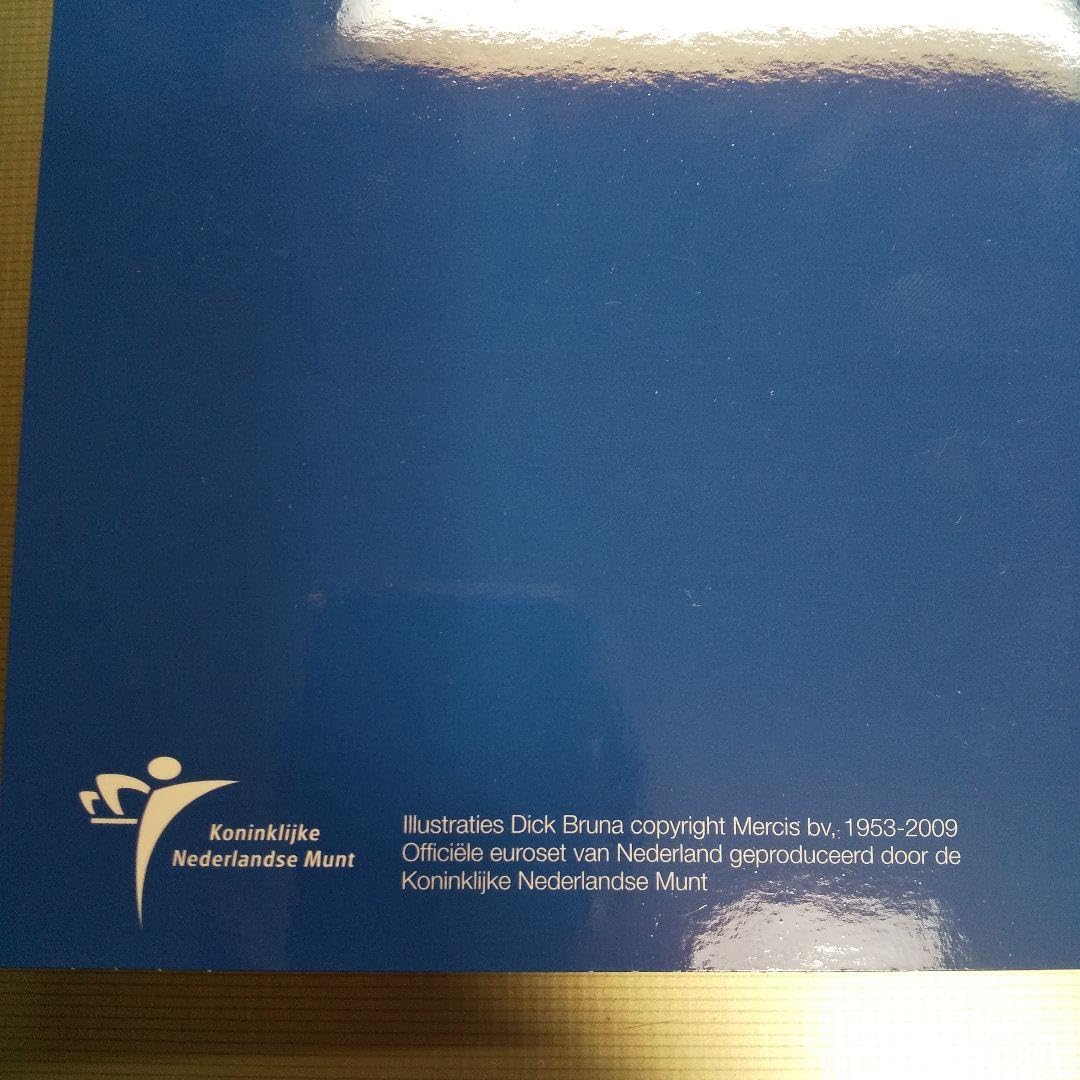 Koninklijke
Nederlandse Munt
Illustraties Dick Bruna copyright Mercis bv, 1953-2009
Officiële euroset van Nederland geproduceerd door de
Koninklijke Nederlandse Munt